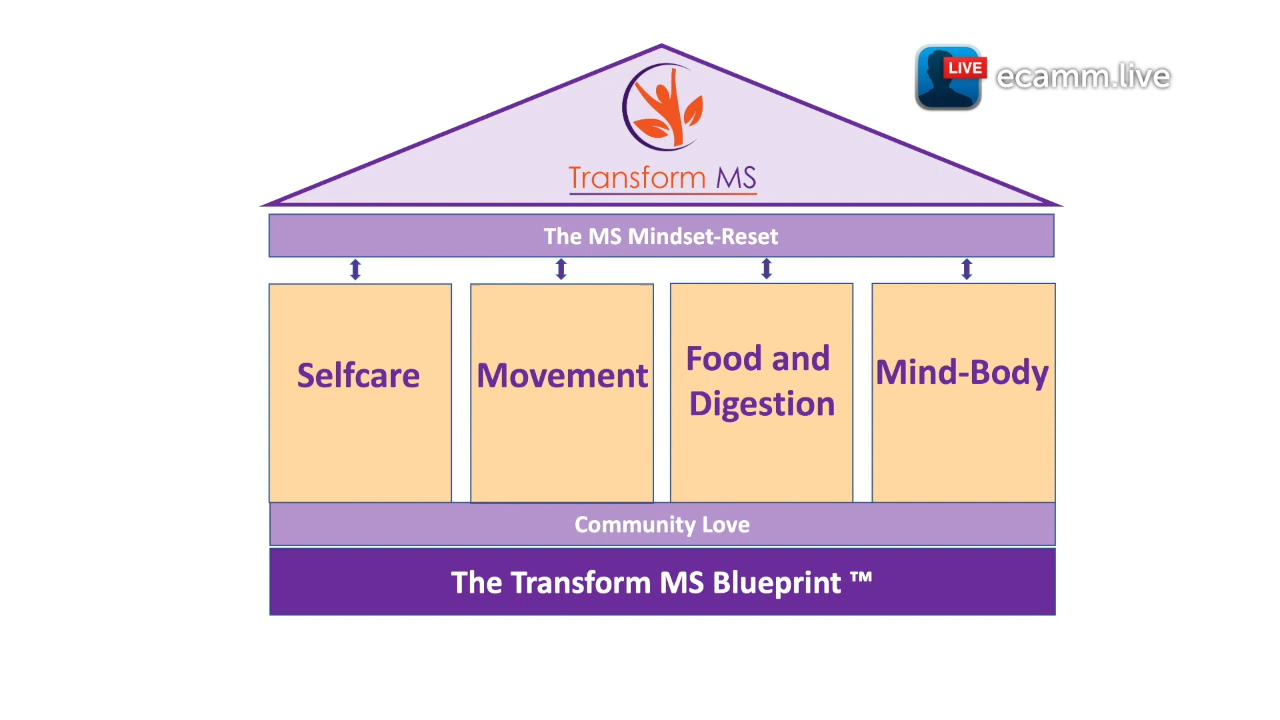 LIVE ecamm.live
Transform MS
The MS Mindset-Reset
Selfcare
Movement
Food and
Digestion
Mind-Body
Community Love
The Transform MS Blueprint ™